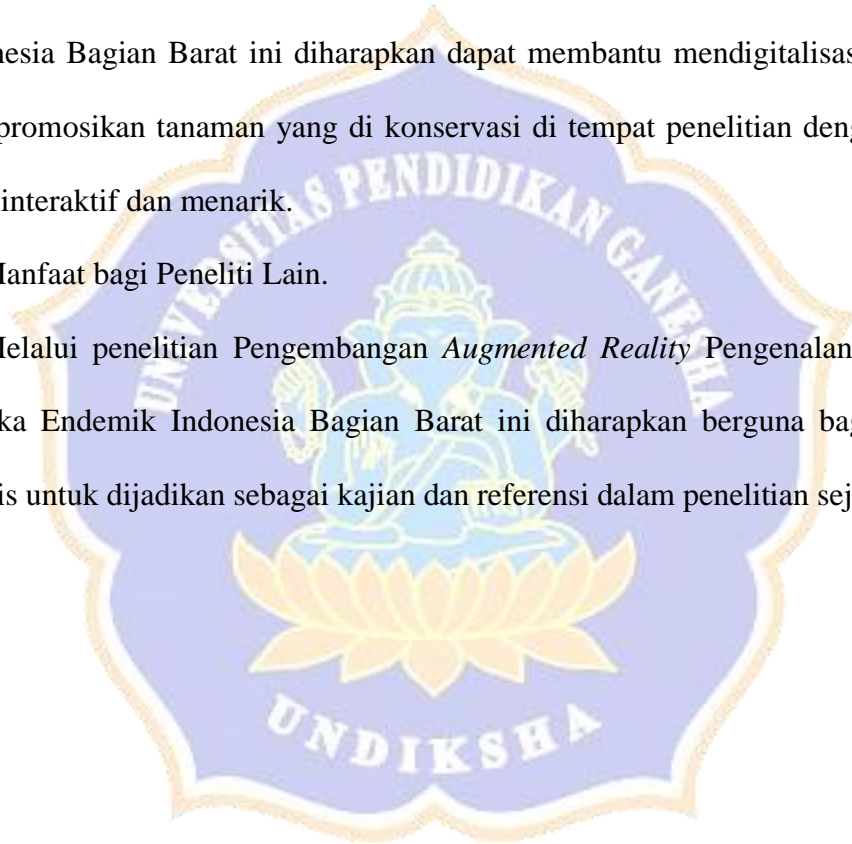 nesia Bagian Barat ini diharapkan dapat membantu mendigitalisas
promosikan tanaman yang di konservasi di tempat penelitian deng
interaktif dan menarik.
Manfaat bagi Peneliti Lain.
Melalui penelitian Pengembangan Augmented Reality Pengenalan
ka Endemik Indonesia Bagian Barat ini diharapkan berguna bag
is untuk dijadikan sebagai kajian dan referensi dalam penelitian sej
UNIVERSITAS PENDIDIKAN GANESHA
UNDIKSHA